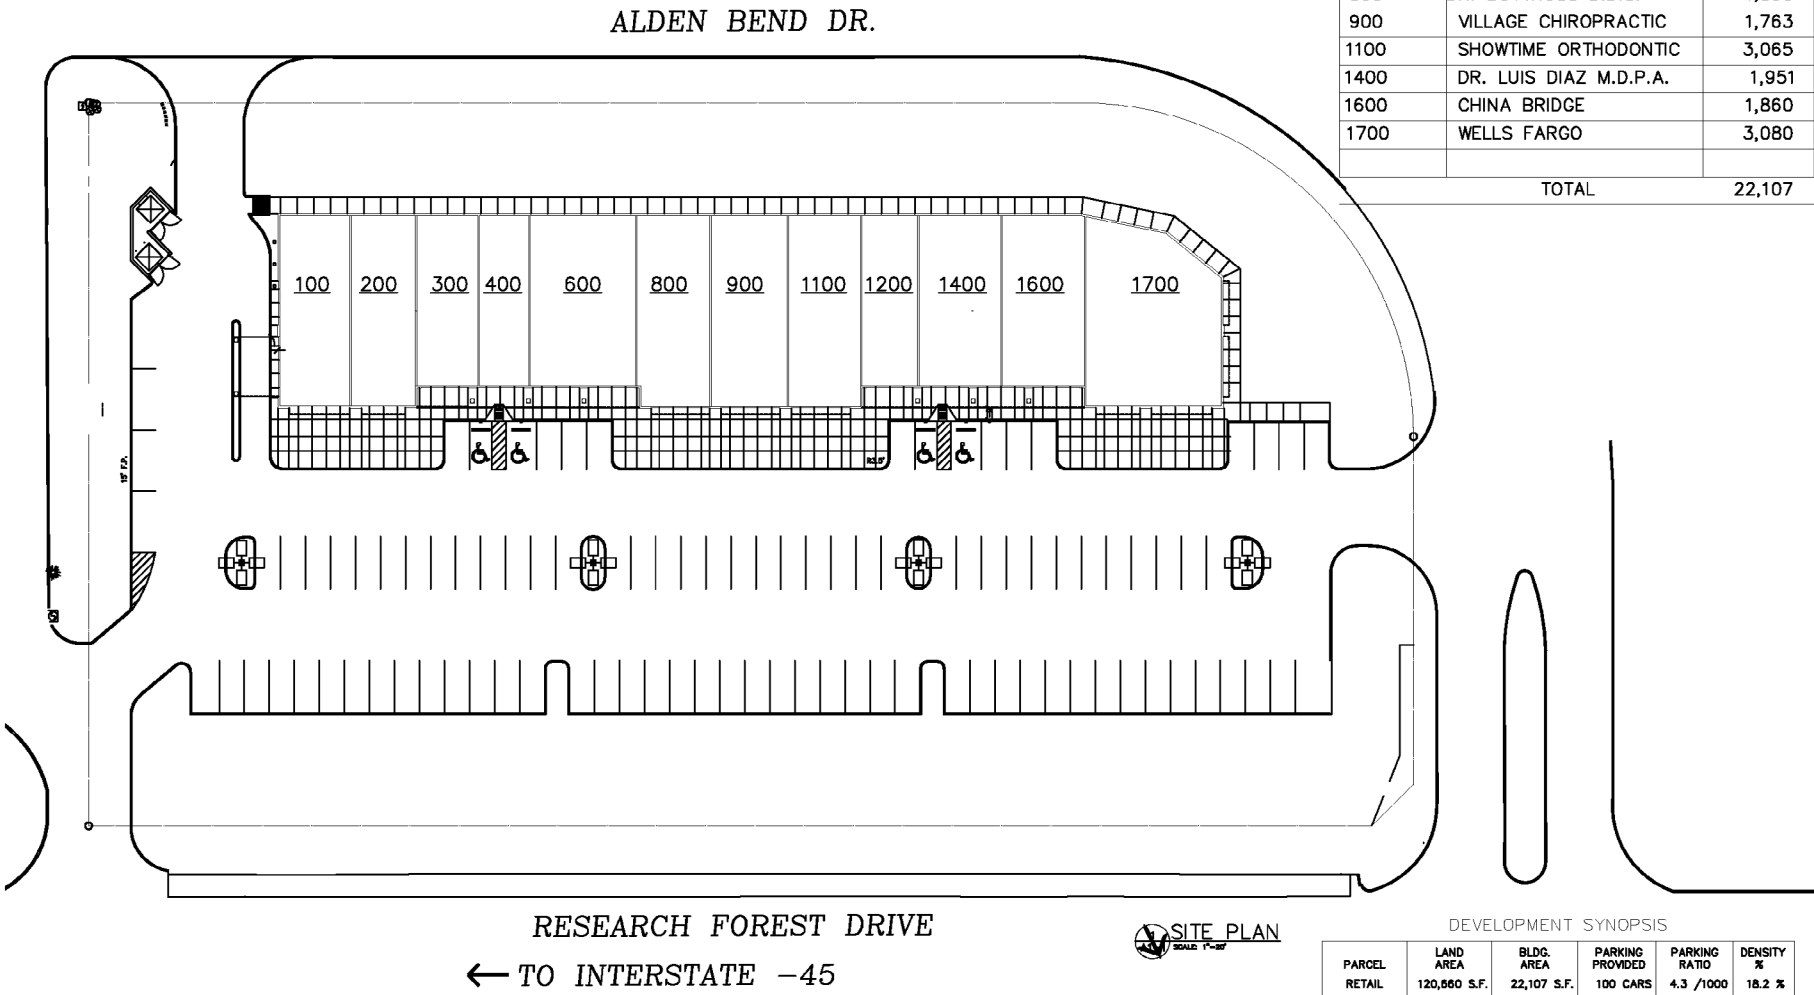 ALDEN BEND DR.
900 VILLAGE CHIROPRACTIC 1,763
1100 SHOWTIME ORTHODONTIC 3,065
1400 DR. LUIS DIAZ M.D.P.A. 1,951
1600 CHINA BRIDGE 1,860
1700 WELLS FARGO 3,080
TOTAL 22,107
100 200 300 400 600 800 900 1100 1200 1400 1600 1700
15' F.P.
RESEARCH FOREST DRIVE
← TO INTERSTATE -45
SITE PLAN
SCALE: 1"=20'
DEVELOPMENT SYNOPSIS
PARCEL LAND AREA BLDG. AREA PARKING PROVIDED PARKING RATIO DENSITY %
RETAIL 120,660 S.F. 22,107 S.F. 100 CARS 4.3 /1000 18.2 %